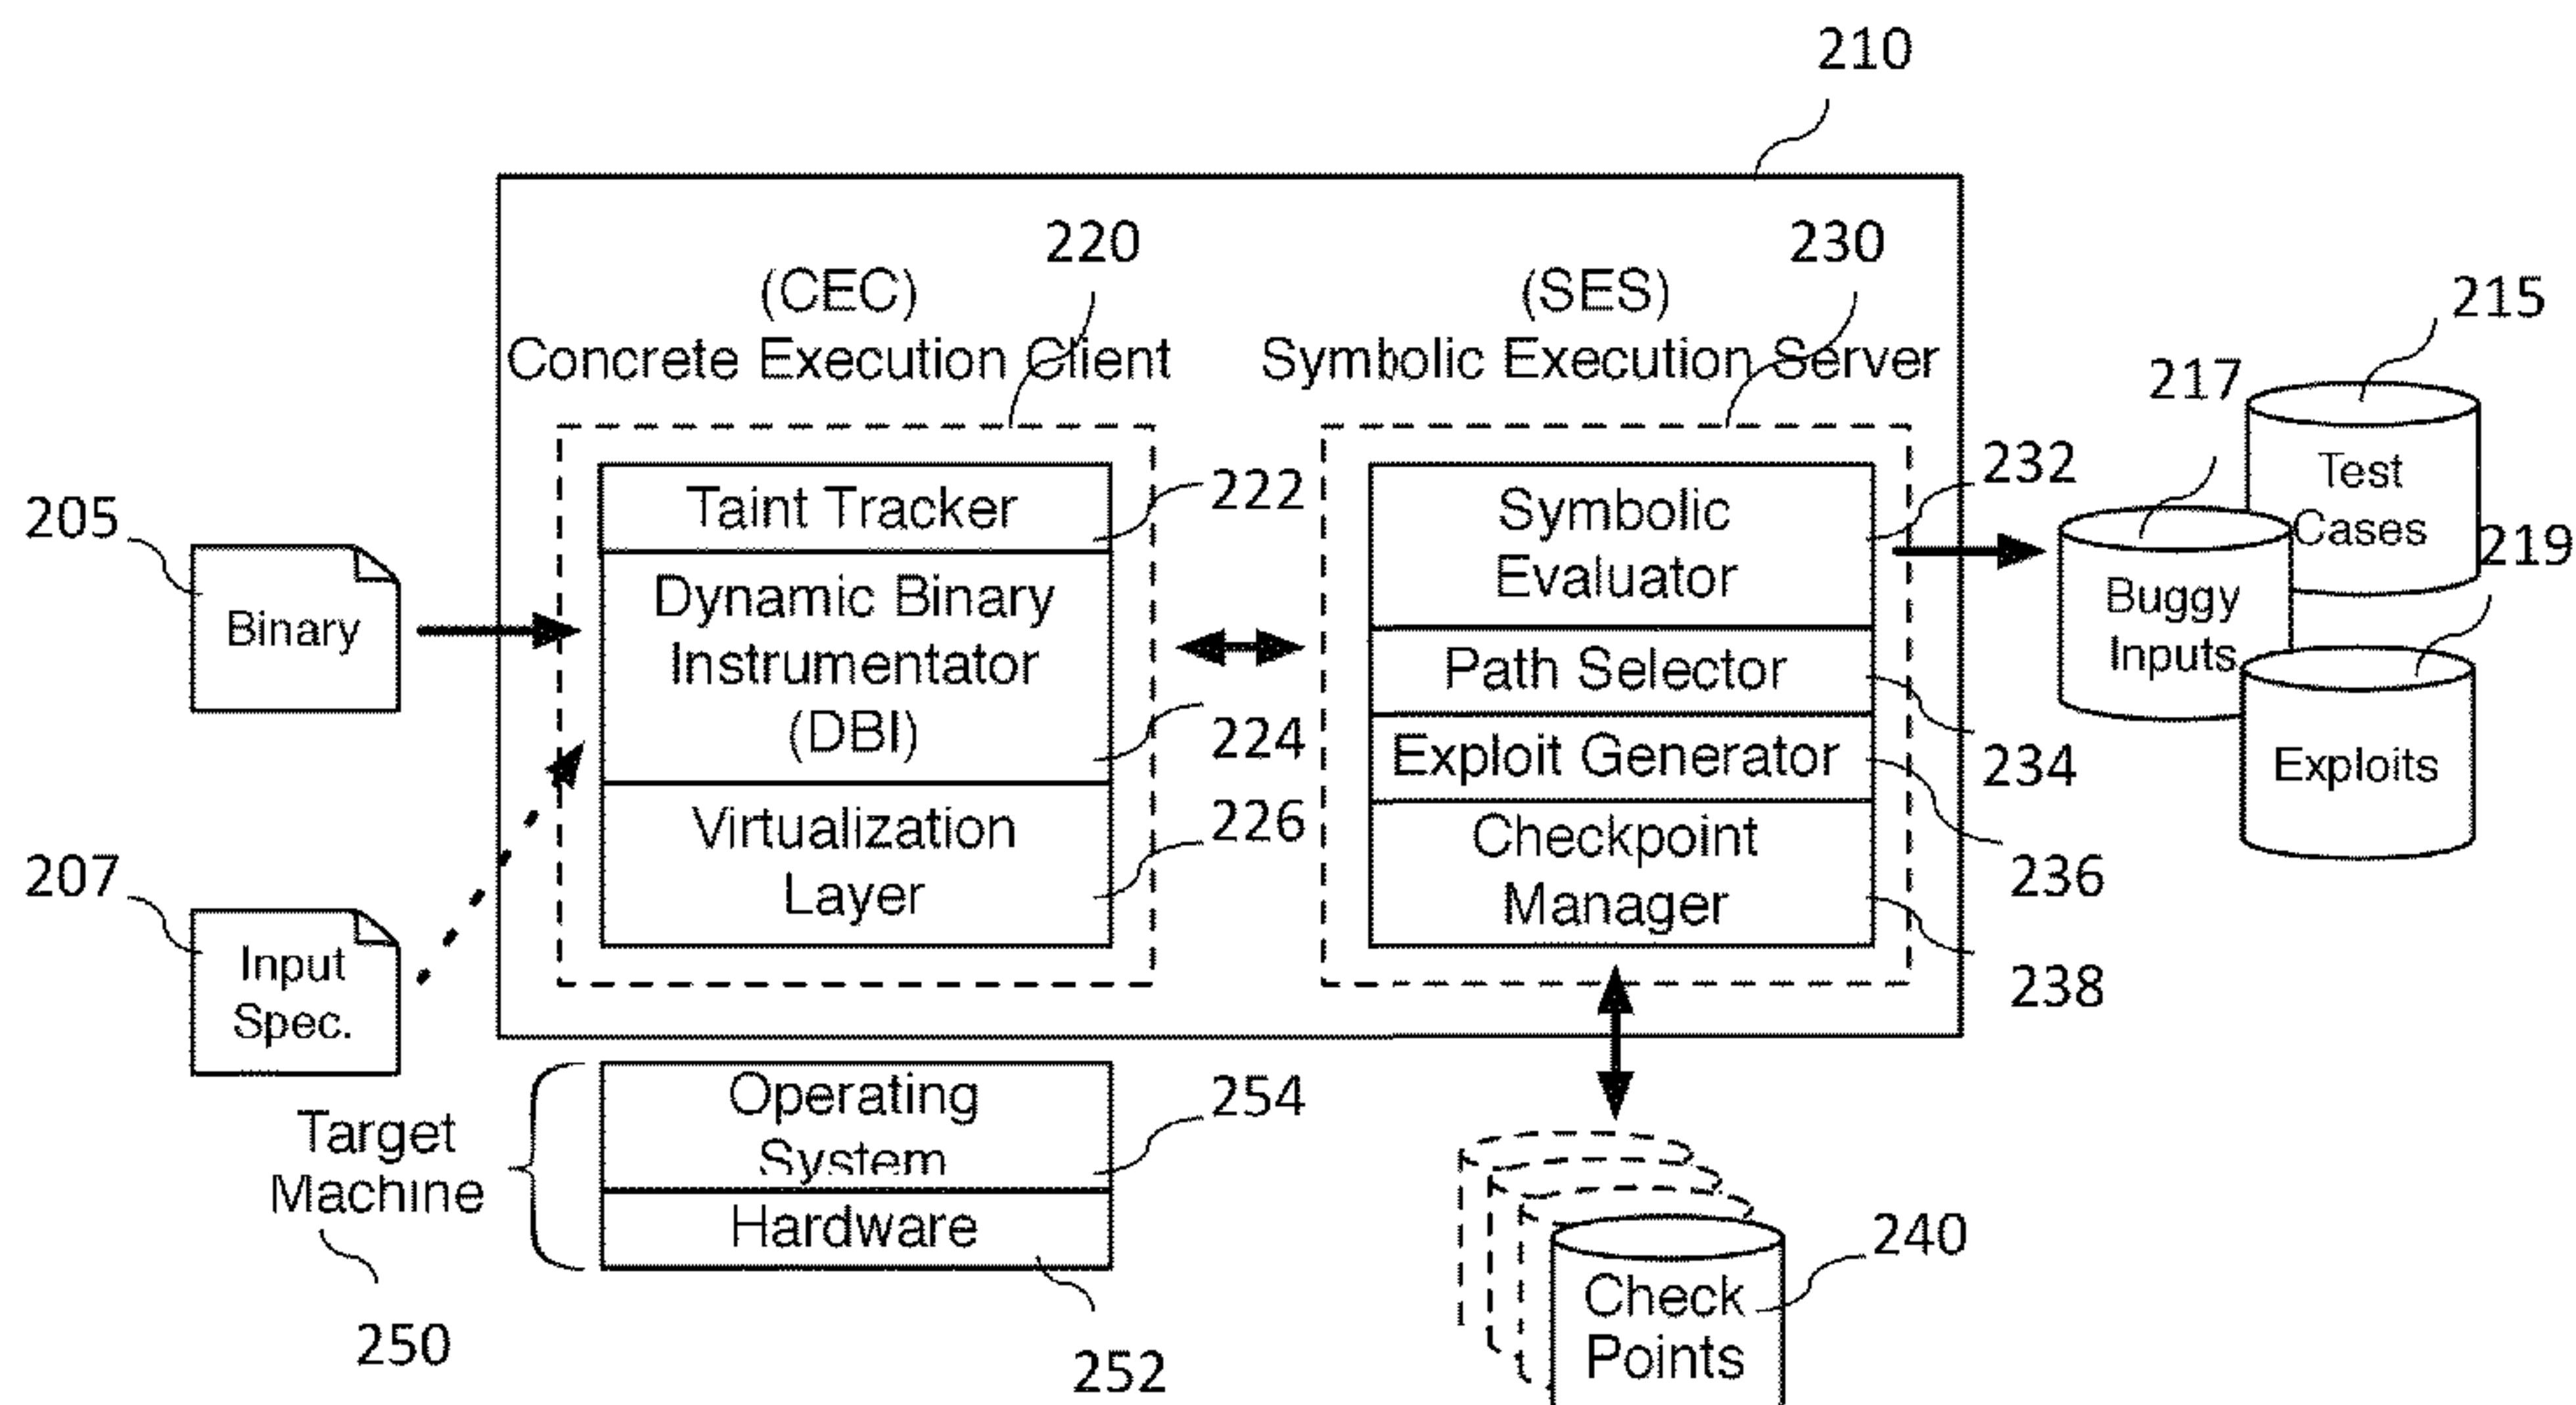 210
220
230
(CEC)
Concrete Execution Client
(SES)
Symbolic Execution Server
215
217
219
205
Binary
207
Input
Spec.
Taint Tracker
222
Dynamic Binary
Instrumentator
(DBI)
224
Virtualization
Layer
226
Symbolic
Evaluator
232
Path Selector
234
Exploit Generator
236
Checkpoint
Manager
238
Test
Cases
Buggy
Inputs
Exploits
Target
Machine
250
Operating
System
254
Hardware
252
Check
Points
240